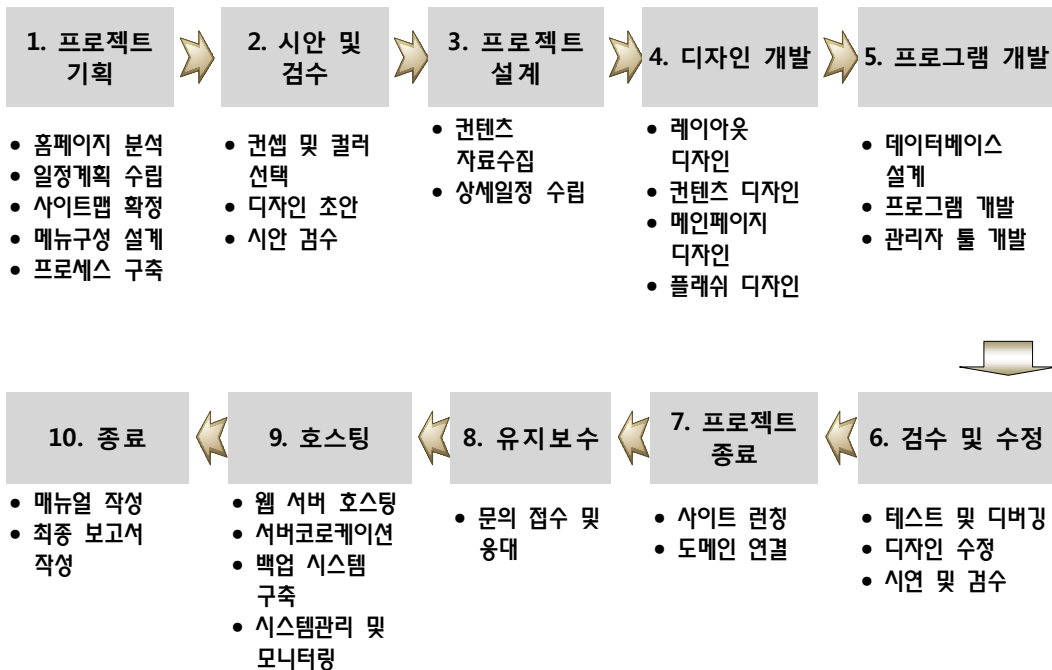 1. 프로젝트
기획
• 홈페이지 분석
• 일정계획 수립
• 사이트맵 확정
• 메뉴구성 설계
• 프로세스 구축
2. 시안 및
검수
• 컨셉 및 컬러
선택
• 디자인 초안
• 시안 검수
3. 프로젝트
설계
• 컨텐츠
자료수집
• 상세일정 수립
4. 디자인 개발
• 레이아웃
디자인
• 컨텐츠 디자인
• 메인페이지
디자인
• 플래쉬 디자인
5. 프로그램 개발
• 데이터베이스
설계
• 프로그램 개발
• 관리자 툴 개발
6. 검수 및 수정
• 테스트 및 디버깅
• 디자인 수정
• 시연 및 검수
7. 프로젝트
종료
• 사이트 런칭
• 도메인 연결
8. 유지보수
• 문의 접수 및
응대
9. 호스팅
• 웹 서버 호스팅
• 서버코로케이션
• 백업 시스템
구축
• 시스템관리 및
모니터링
10. 종료
• 매뉴얼 작성
• 최종 보고서
작성